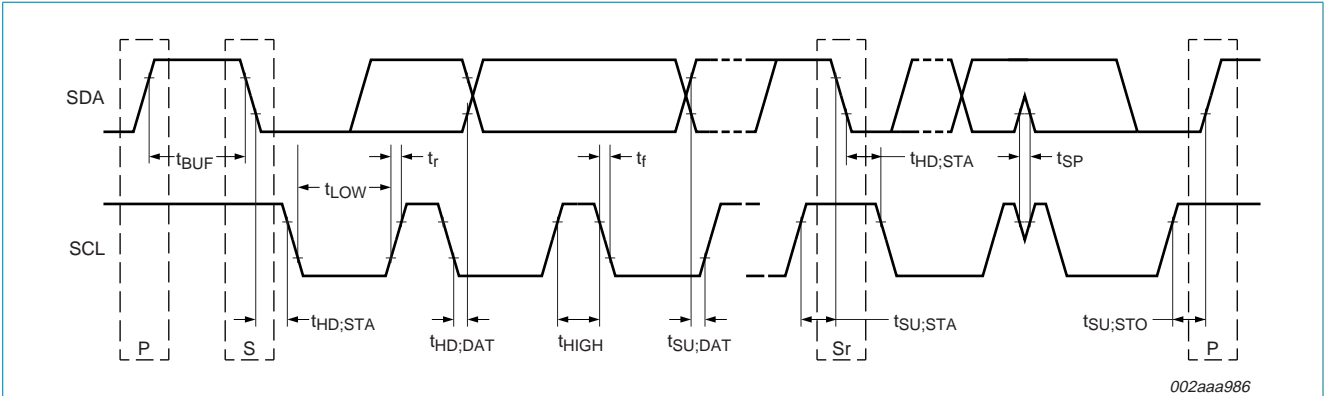 SDA
tBUF
tLOW
tr
tf
tHD;STA
tSP
SCL
tHD;STA
tHD;DAT
tHIGH
tSU;DAT
tSU;STA
tSU;STO
P
S
Sr
P
002aaa986